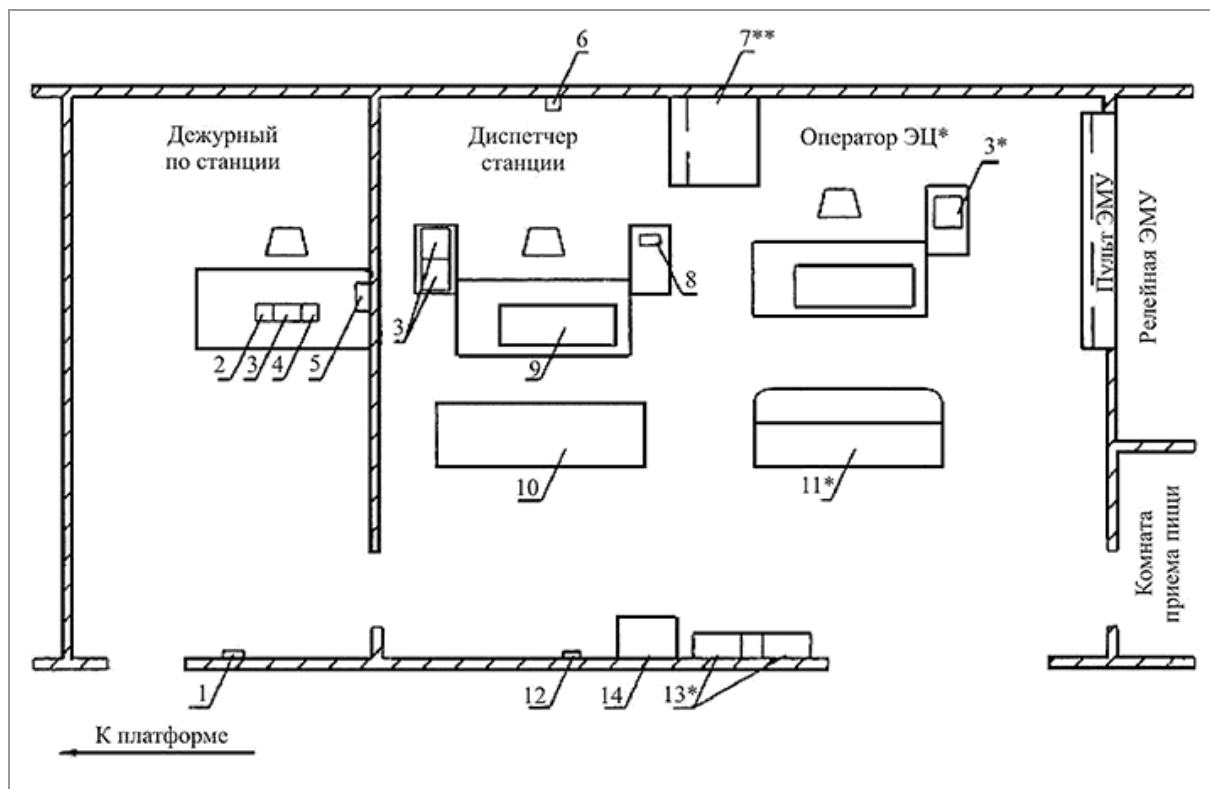 6
7**
Дежурный
по станции
Диспетчер
станции
Оператор ЭЦ*
3*
Пульт ЭМУ
Релейная ЭМУ
8
2
3
4
5
3
9
10
11*
Комната
приема пищи
1
12
14
13*
К платформе